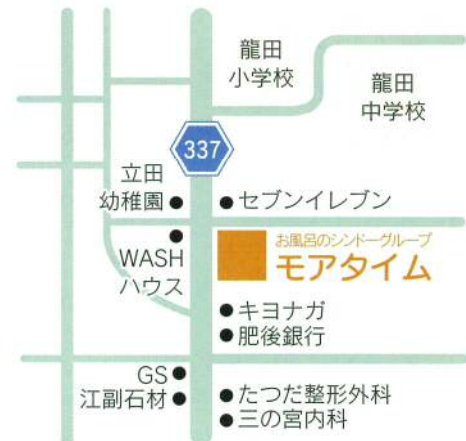 龍田
小学校
龍田
中学校
337
立田
幼稚園
セブンイレブン
WASH
ハウス
お風呂のシンドーグループ
モアタイム
キヨナガ
肥後銀行
GS
江副石材
たつだ整形外科
三の宮内科